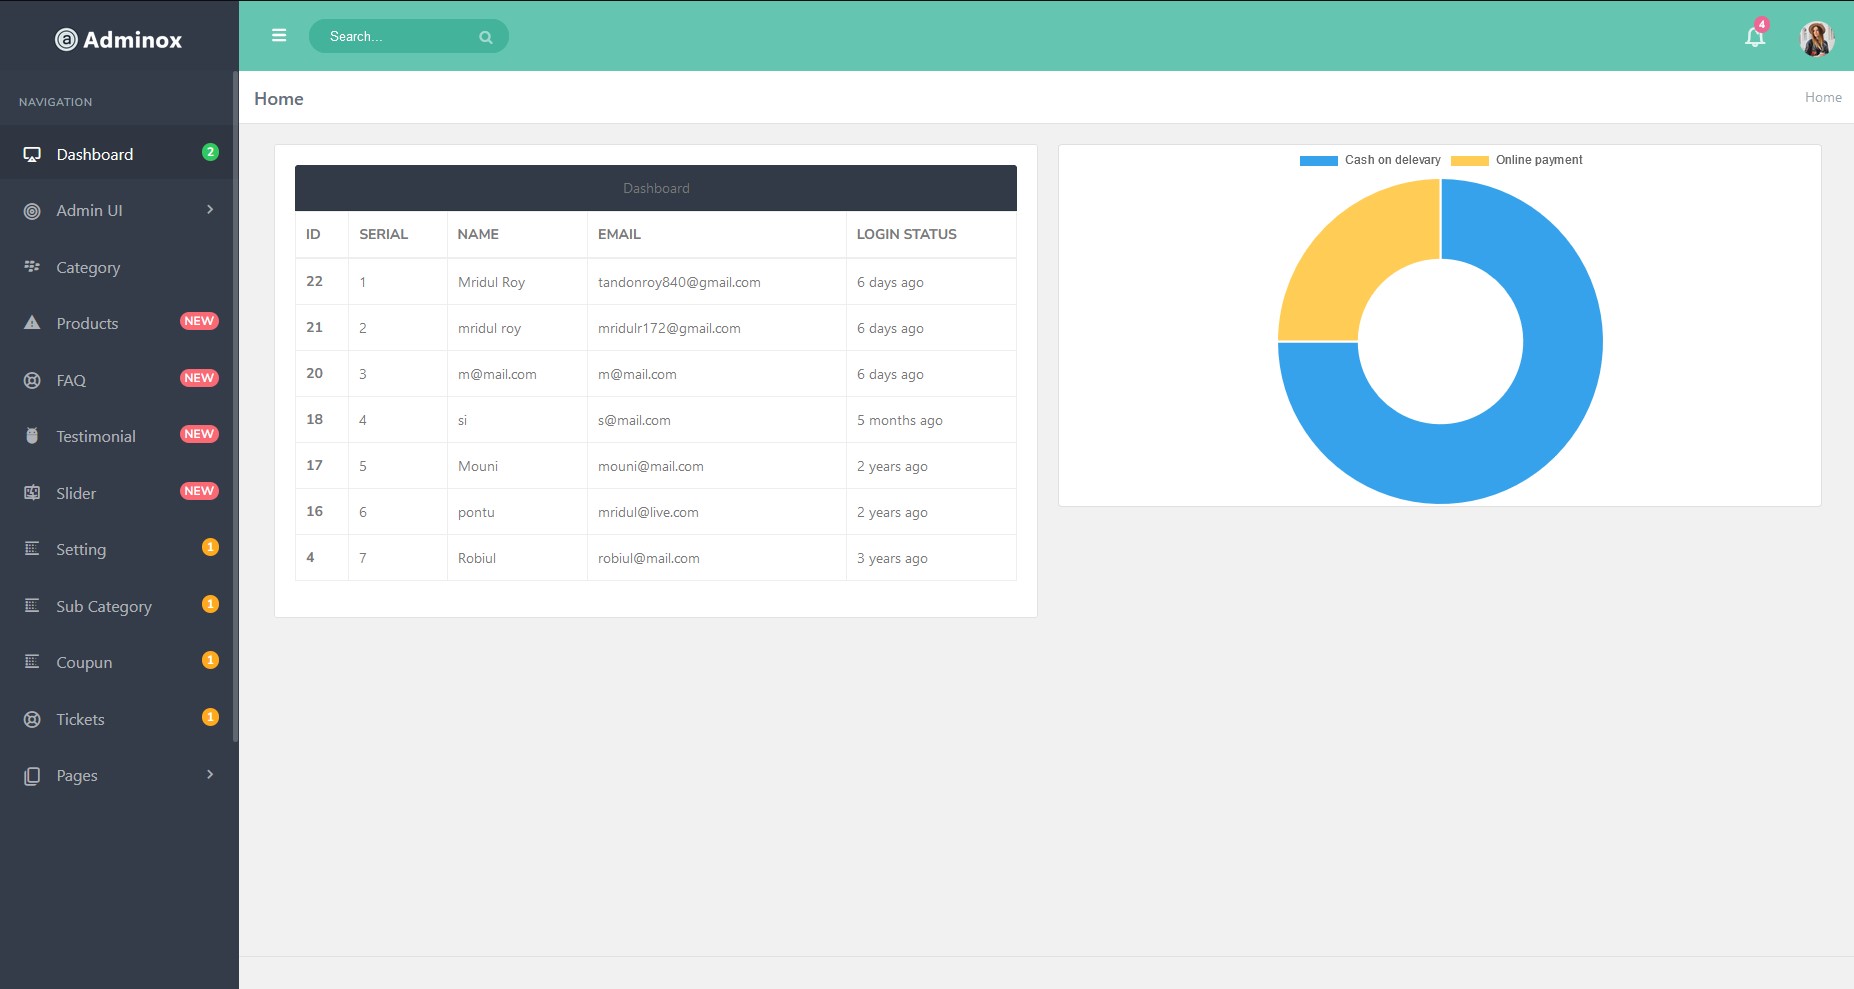 Adminox
Search...
4
NAVIGATION
Home
Home
Dashboard 2
Admin UI
Category
Products NEW
FAQ NEW
Testimonial NEW
Slider NEW
Setting 1
Sub Category 1
Coupun 1
Tickets 1
Pages
Dashboard
ID SERIAL NAME EMAIL LOGIN STATUS
22 1 Mridul Roy tandonroy840@gmail.com 6 days ago
21 2 mridul roy mridulr172@gmail.com 6 days ago
20 3 m@mail.com m@mail.com 6 days ago
18 4 si s@mail.com 5 months ago
17 5 Mouni mouni@mail.com 2 years ago
16 6 pontu mridul@live.com 2 years ago
4 7 Robiul robiul@mail.com 3 years ago
Cash on delevary Online payment